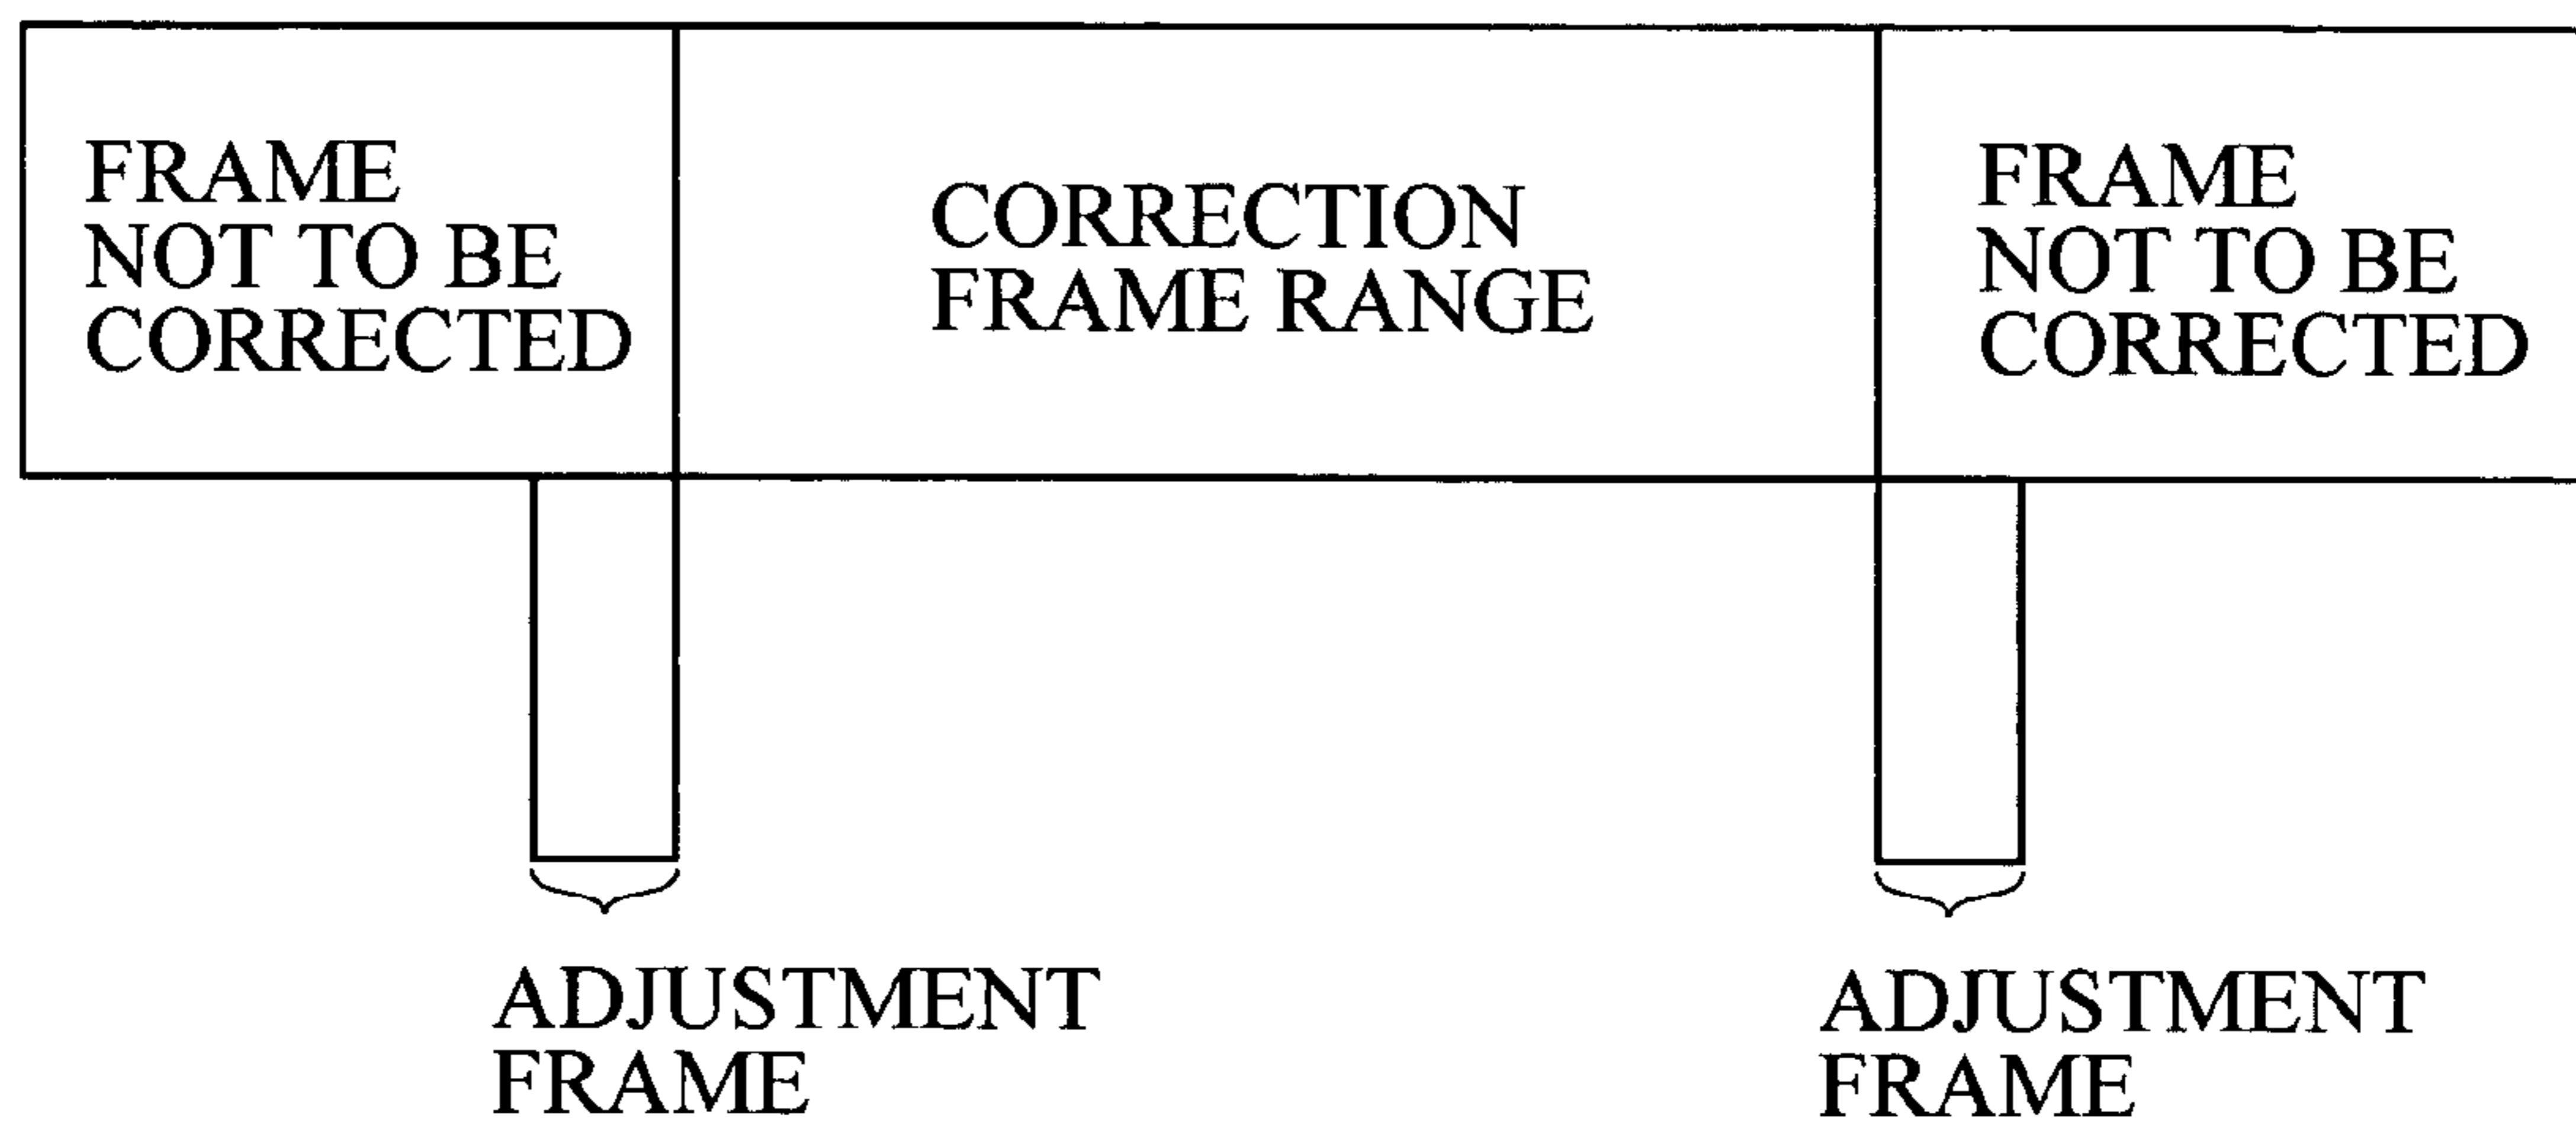 FRAME
NOT TO BE
CORRECTED
CORRECTION
FRAME RANGE
FRAME
NOT TO BE
CORRECTED
ADJUSTMENT
FRAME
ADJUSTMENT
FRAME